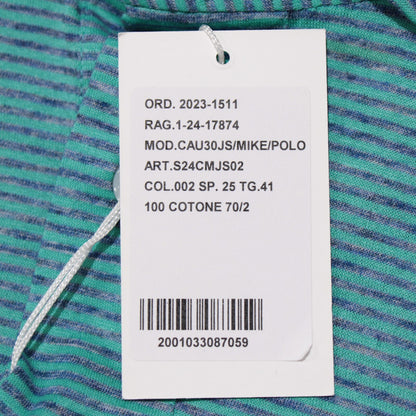 ORD. 2023-1511
RAG.1-24-17874
MOD.CAU30JS/MIKE/POLO
ART.S24CMJS02
COL.002 SP. 25 TG.41
100 COTONE 70/2
2001033087059